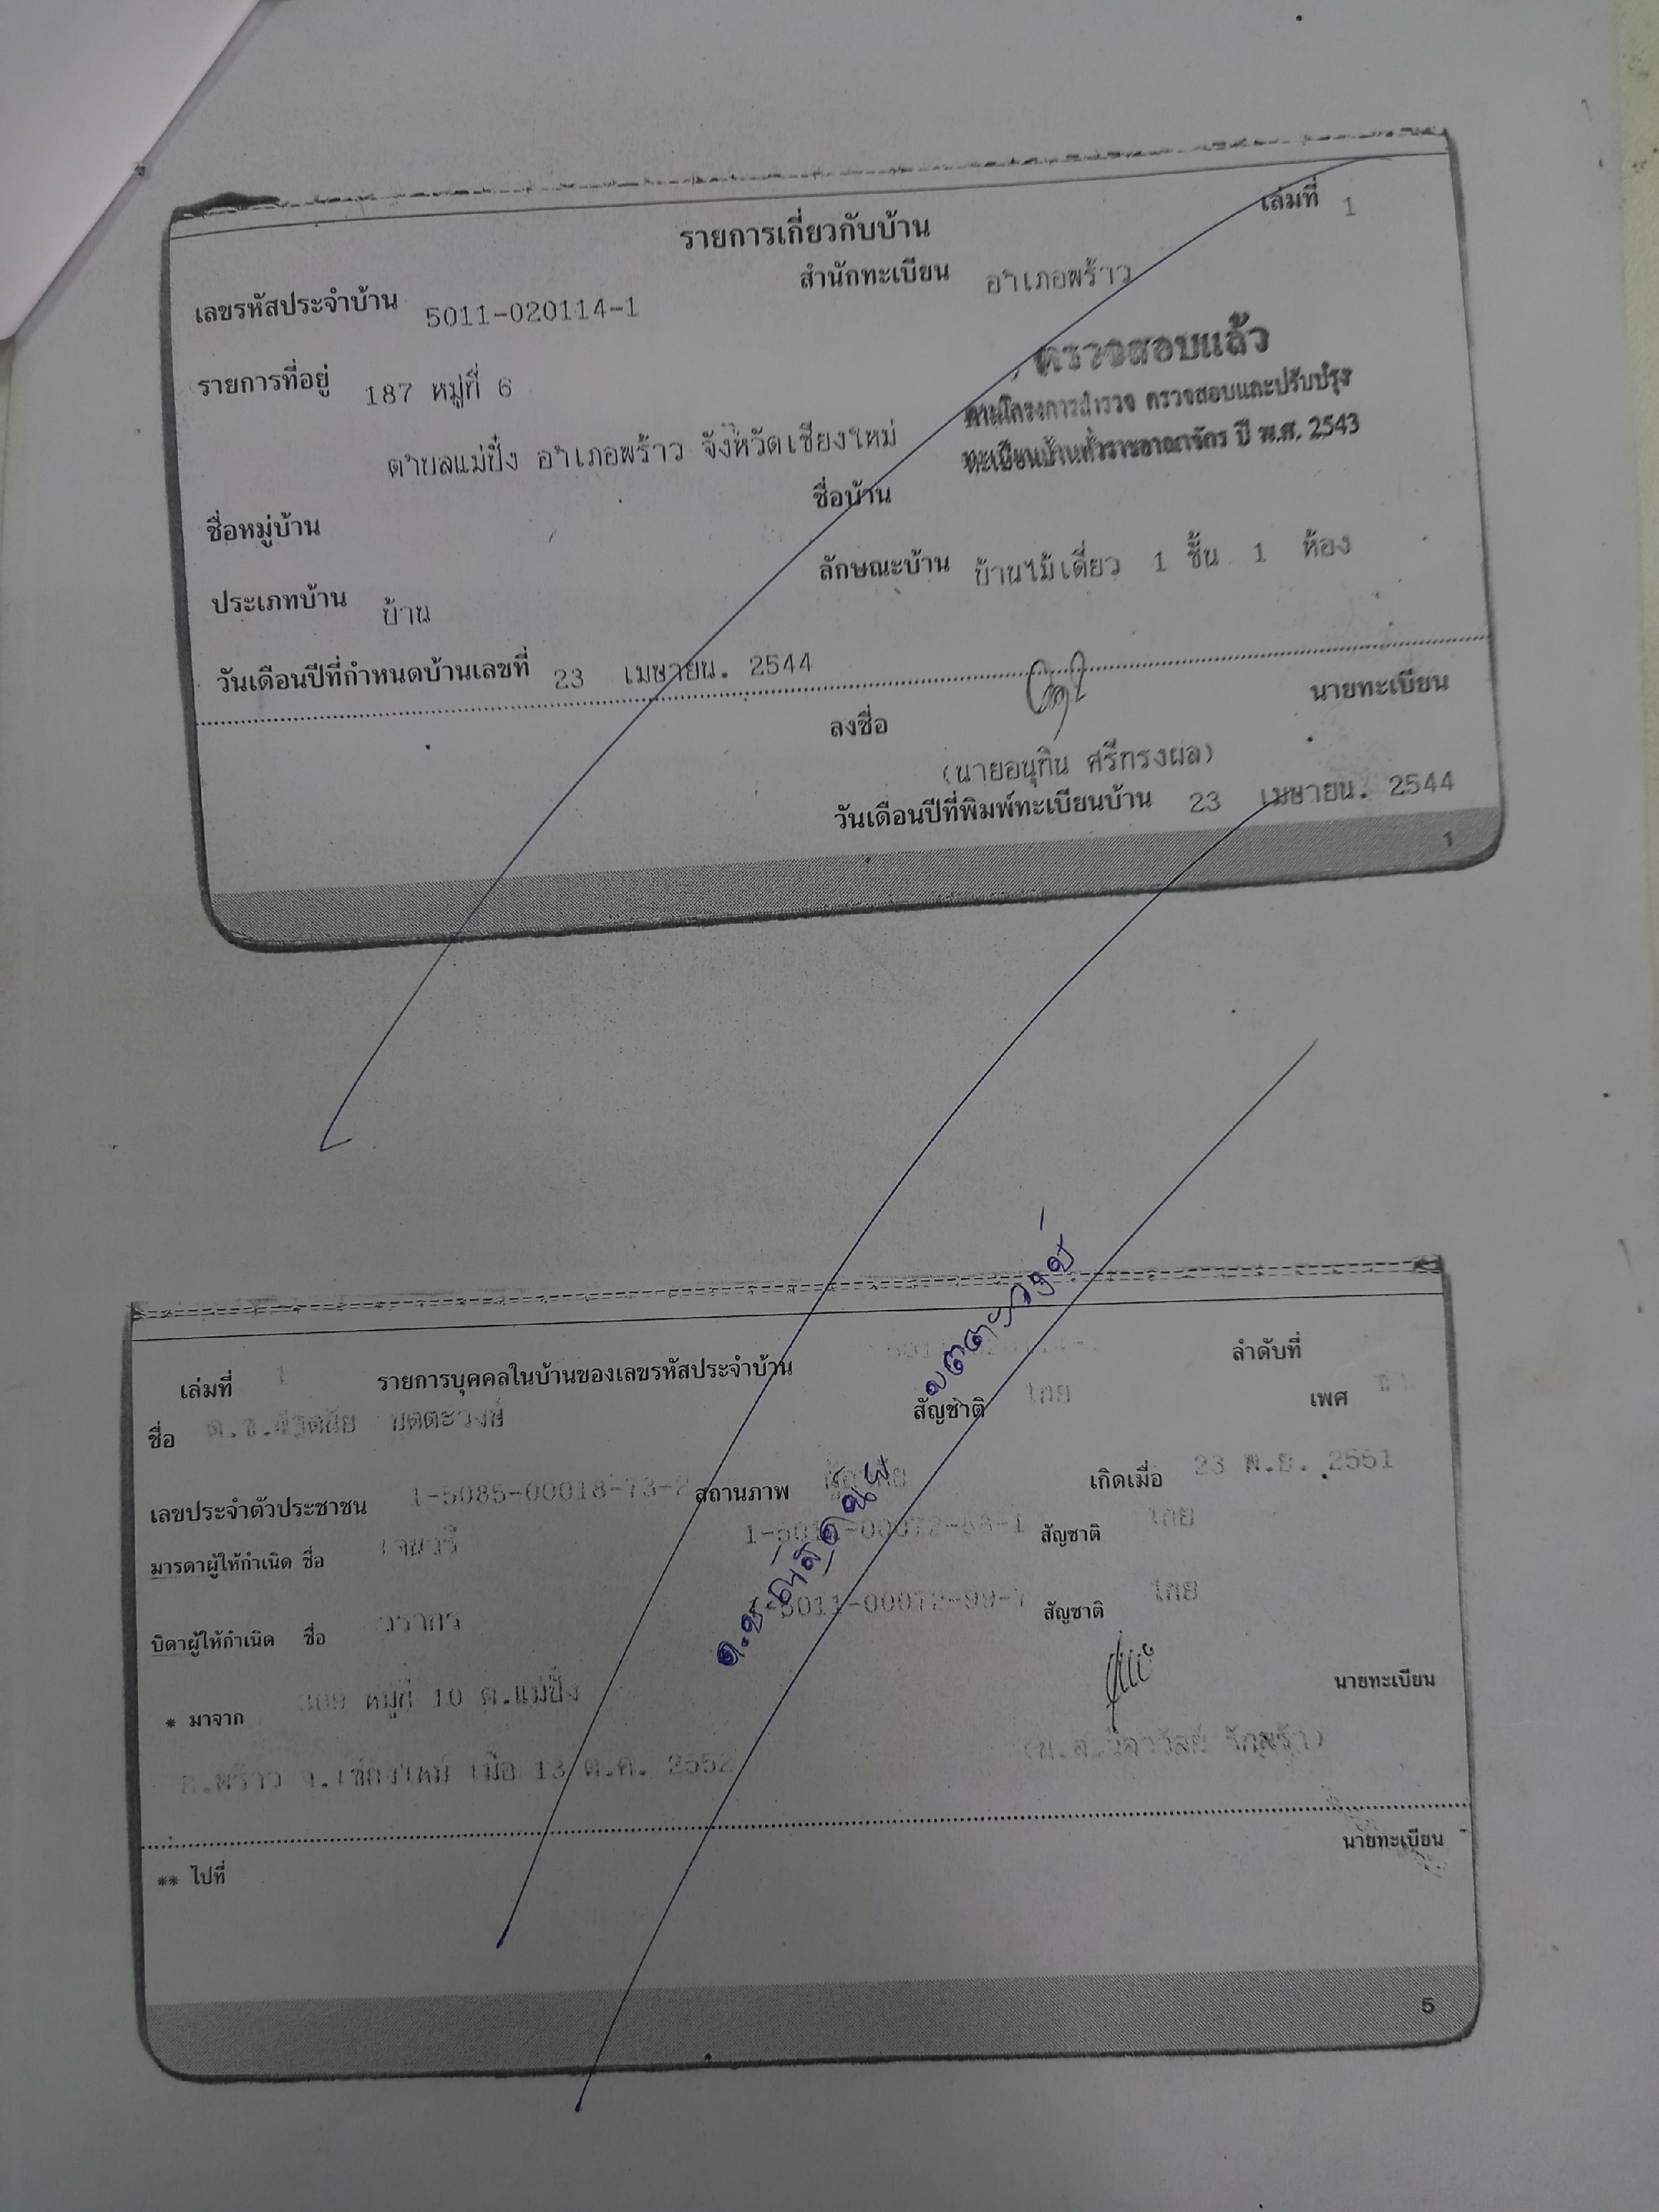 เล่มที่ 1
รายการเกี่ยวกับบ้าน
เลขรหัสประจำบ้าน 5011-020114-1 สำนักทะเบียน อำเภอพร้าว
รายการที่อยู่ 187 หมู่ที่ 6
ตำบลแม่ปั๋ง อำเภอพร้าว จังหวัดเชียงใหม่
ตรวจสอบแล้ว
ตามโครงการสำรวจ ตรวจสอบและปรับปรุง
ทะเบียนบ้านทั่วราชอาณาจักร ปี พ.ศ. 2543
ชื่อหมู่บ้าน ชื่อบ้าน
ประเภทบ้าน บ้าน ลักษณะบ้าน บ้านไม้เดี่ยว 1 ชั้น 1 ห้อง
วันเดือนปีที่กำหนดบ้านเลขที่ 23 เมษายน. 2544
ลงชื่อ นายทะเบียน
(นายอนุทิน ศรีทรงผล)
วันเดือนปีที่พิมพ์ทะเบียนบ้าน 23 เมษายน. 2544
1
เล่มที่ 1 รายการบุคคลในบ้านของเลขรหัสประจำบ้าน ลำดับที่
ชื่อ ด.ช. มตตะวงษ์ สัญชาติ ไทย เพศ
เลขประจำตัวประชาชน 1-5085-00018-73-2 สถานภาพ เกิดเมื่อ 23 พ.ย. 2551
มารดาผู้ให้กำเนิด ชื่อ สัญชาติ ไทย
บิดาผู้ให้กำเนิด ชื่อ วรากร 5011-00072-99-7 สัญชาติ ไทย
* มาจาก 309 หมู่ที่ 10 ต.แม่ปั๋ง นายทะเบียน
อ.พร้าว จ.เชียงใหม่ เมื่อ 13 ต.ค. 2552
** ไปที่ นายทะเบียน
5